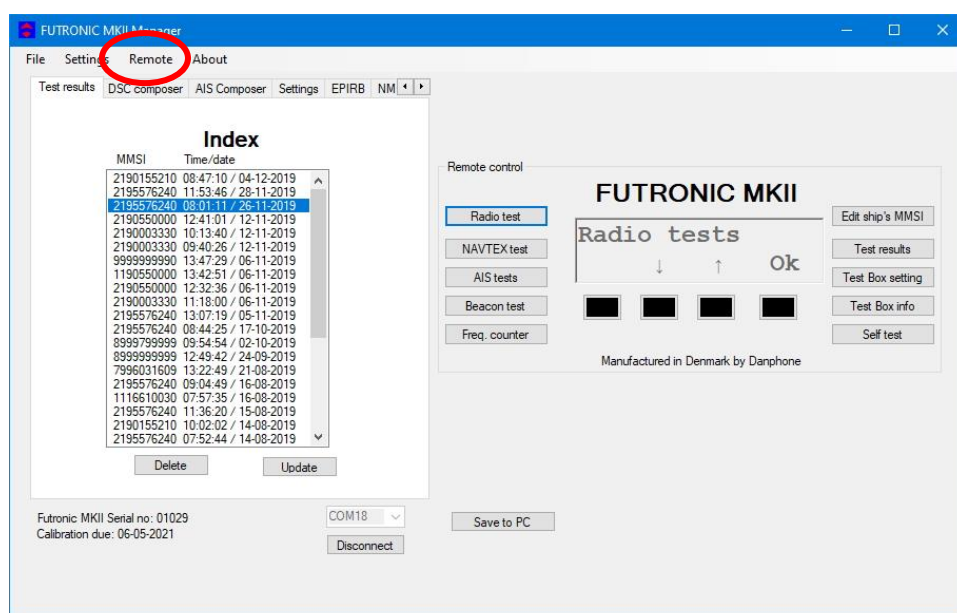 FUTRONIC MKII Manager
File Settings Remote About
Test results DSC composer AIS Composer Settings EPIRB NM
Index
MMSI Time/date
2190155210 08:47:10 / 04-12-2019
2195576240 11:53:46 / 28-11-2019
2195576240 08:01:11 / 26-11-2019
2190550000 12:41:01 / 12-11-2019
2190003330 10:13:40 / 12-11-2019
2190003330 09:40:26 / 12-11-2019
9999999990 13:47:29 / 06-11-2019
1190550000 13:42:51 / 06-11-2019
2190550000 12:32:36 / 06-11-2019
2190003330 11:18:00 / 06-11-2019
2195576240 13:07:19 / 05-11-2019
2195576240 08:44:25 / 17-10-2019
8999799999 09:54:54 / 02-10-2019
8999999999 12:49:42 / 24-09-2019
7996031609 13:22:49 / 21-08-2019
2195576240 09:04:49 / 16-08-2019
1116610030 07:57:35 / 16-08-2019
2195576240 11:36:20 / 15-08-2019
2190155210 10:02:02 / 14-08-2019
2195576240 07:52:44 / 14-08-2019
Delete Update
Remote control
FUTRONIC MKII
Radio test
NAVTEX test
AIS tests
Beacon test
Freq. counter
Radio tests
↓ ↑ Ok
Edit ship's MMSI
Test results
Test Box setting
Test Box info
Self test
Manufactured in Denmark by Danphone
Futronic MKII Serial no: 01029
Calibration due: 06-05-2021
COM18
Disconnect
Save to PC